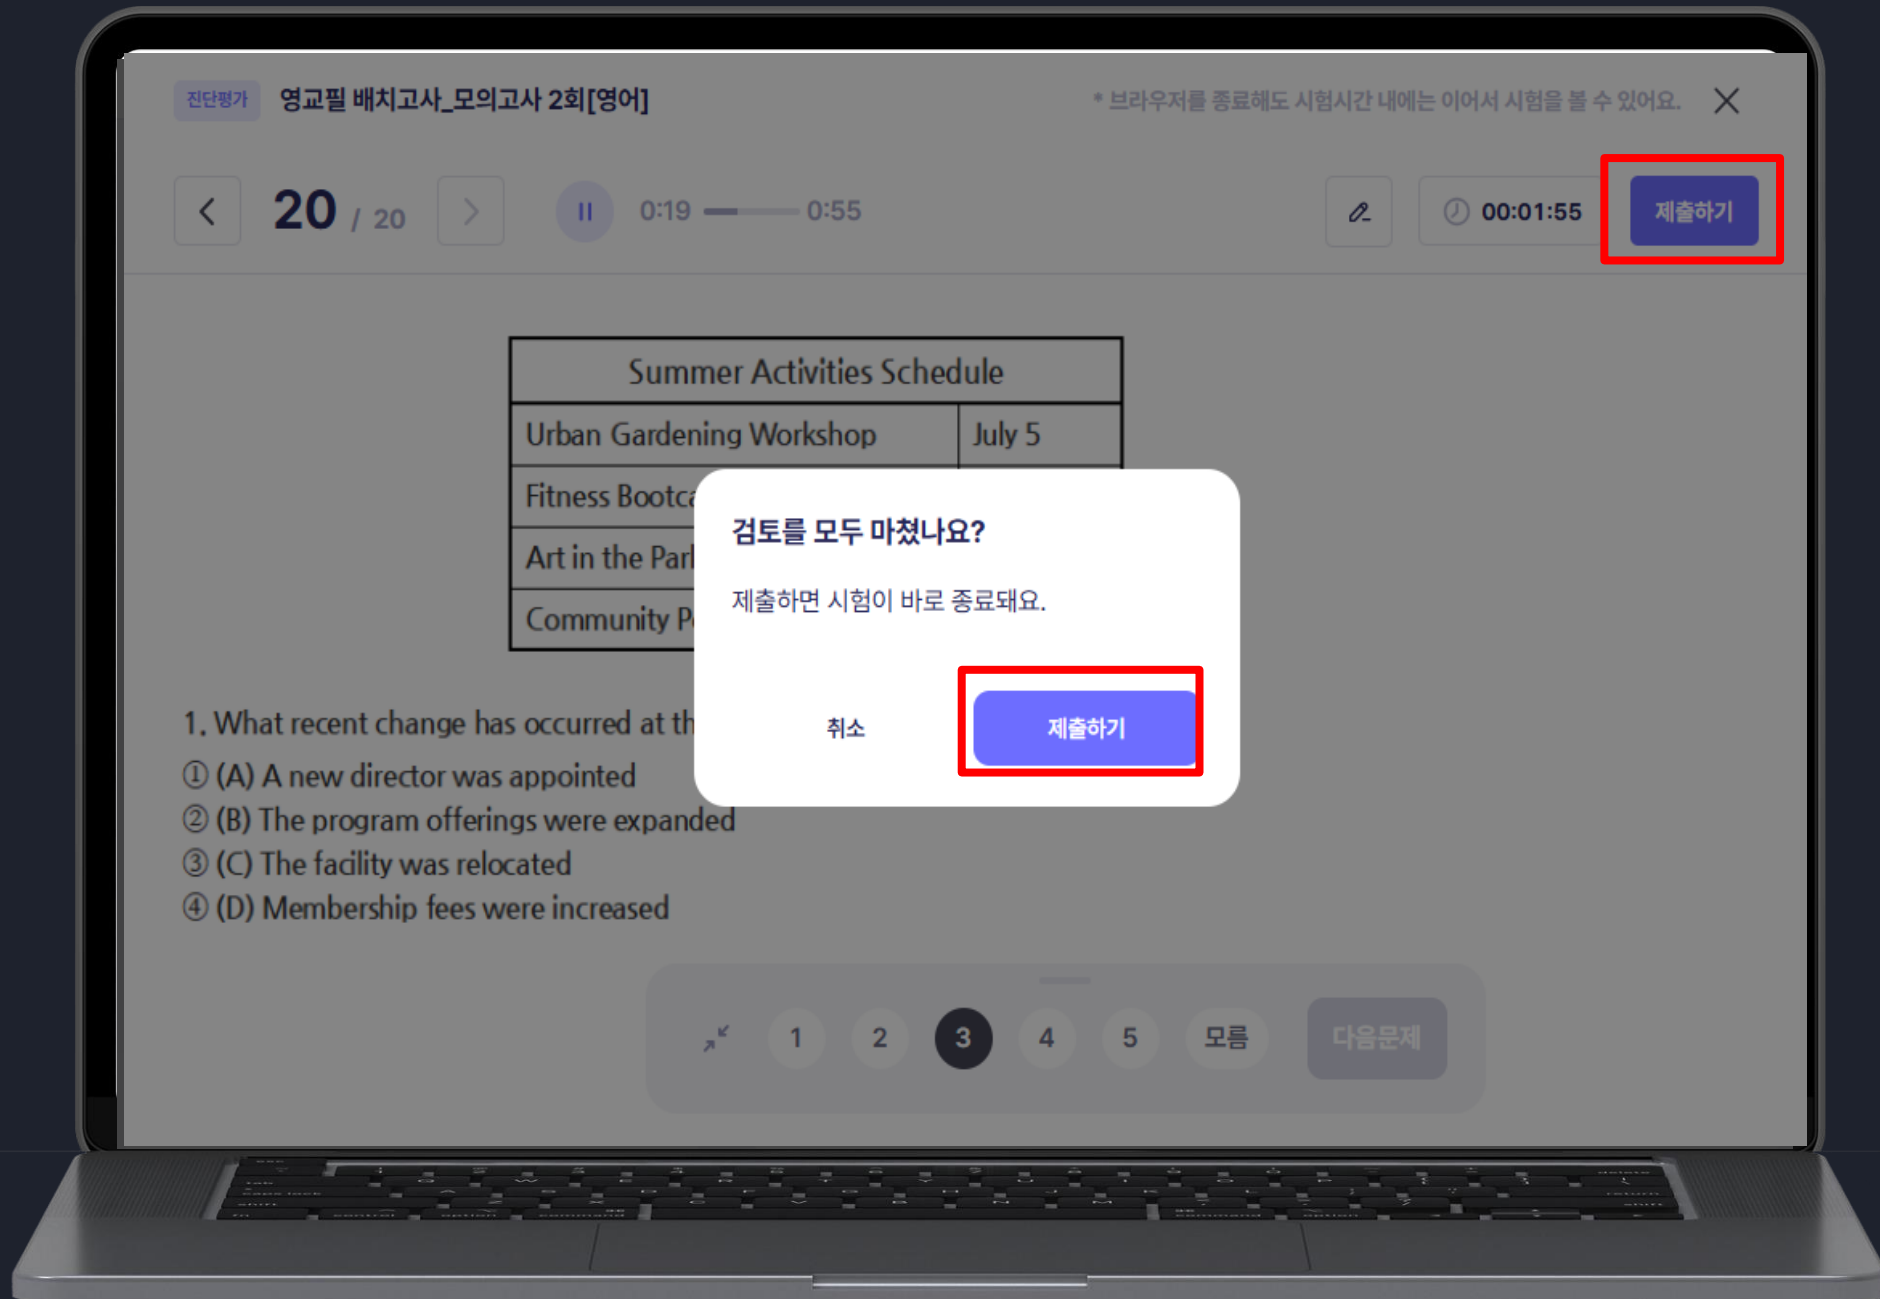 진단평가 영교필 배치고사_모의고사 2회[영어] * 브라우저를 종료해도 시험시간 내에는 이어서 시험을 볼 수 있어요.
20 / 20 0:19 0:55 00:01:55 제출하기
Summer Activities Schedule
Urban Gardening Workshop July 5
Fitness
Art in the
Community
검토를 모두 마쳤나요?
제출하면 시험이 바로 종료돼요.
취소 제출하기
1. What recent change has occurred at
① (A) A new director was appointed
② (B) The program offerings were expanded
③ (C) The facility was relocated
④ (D) Membership fees were increased
1 2 3 4 5 모름 다음문제